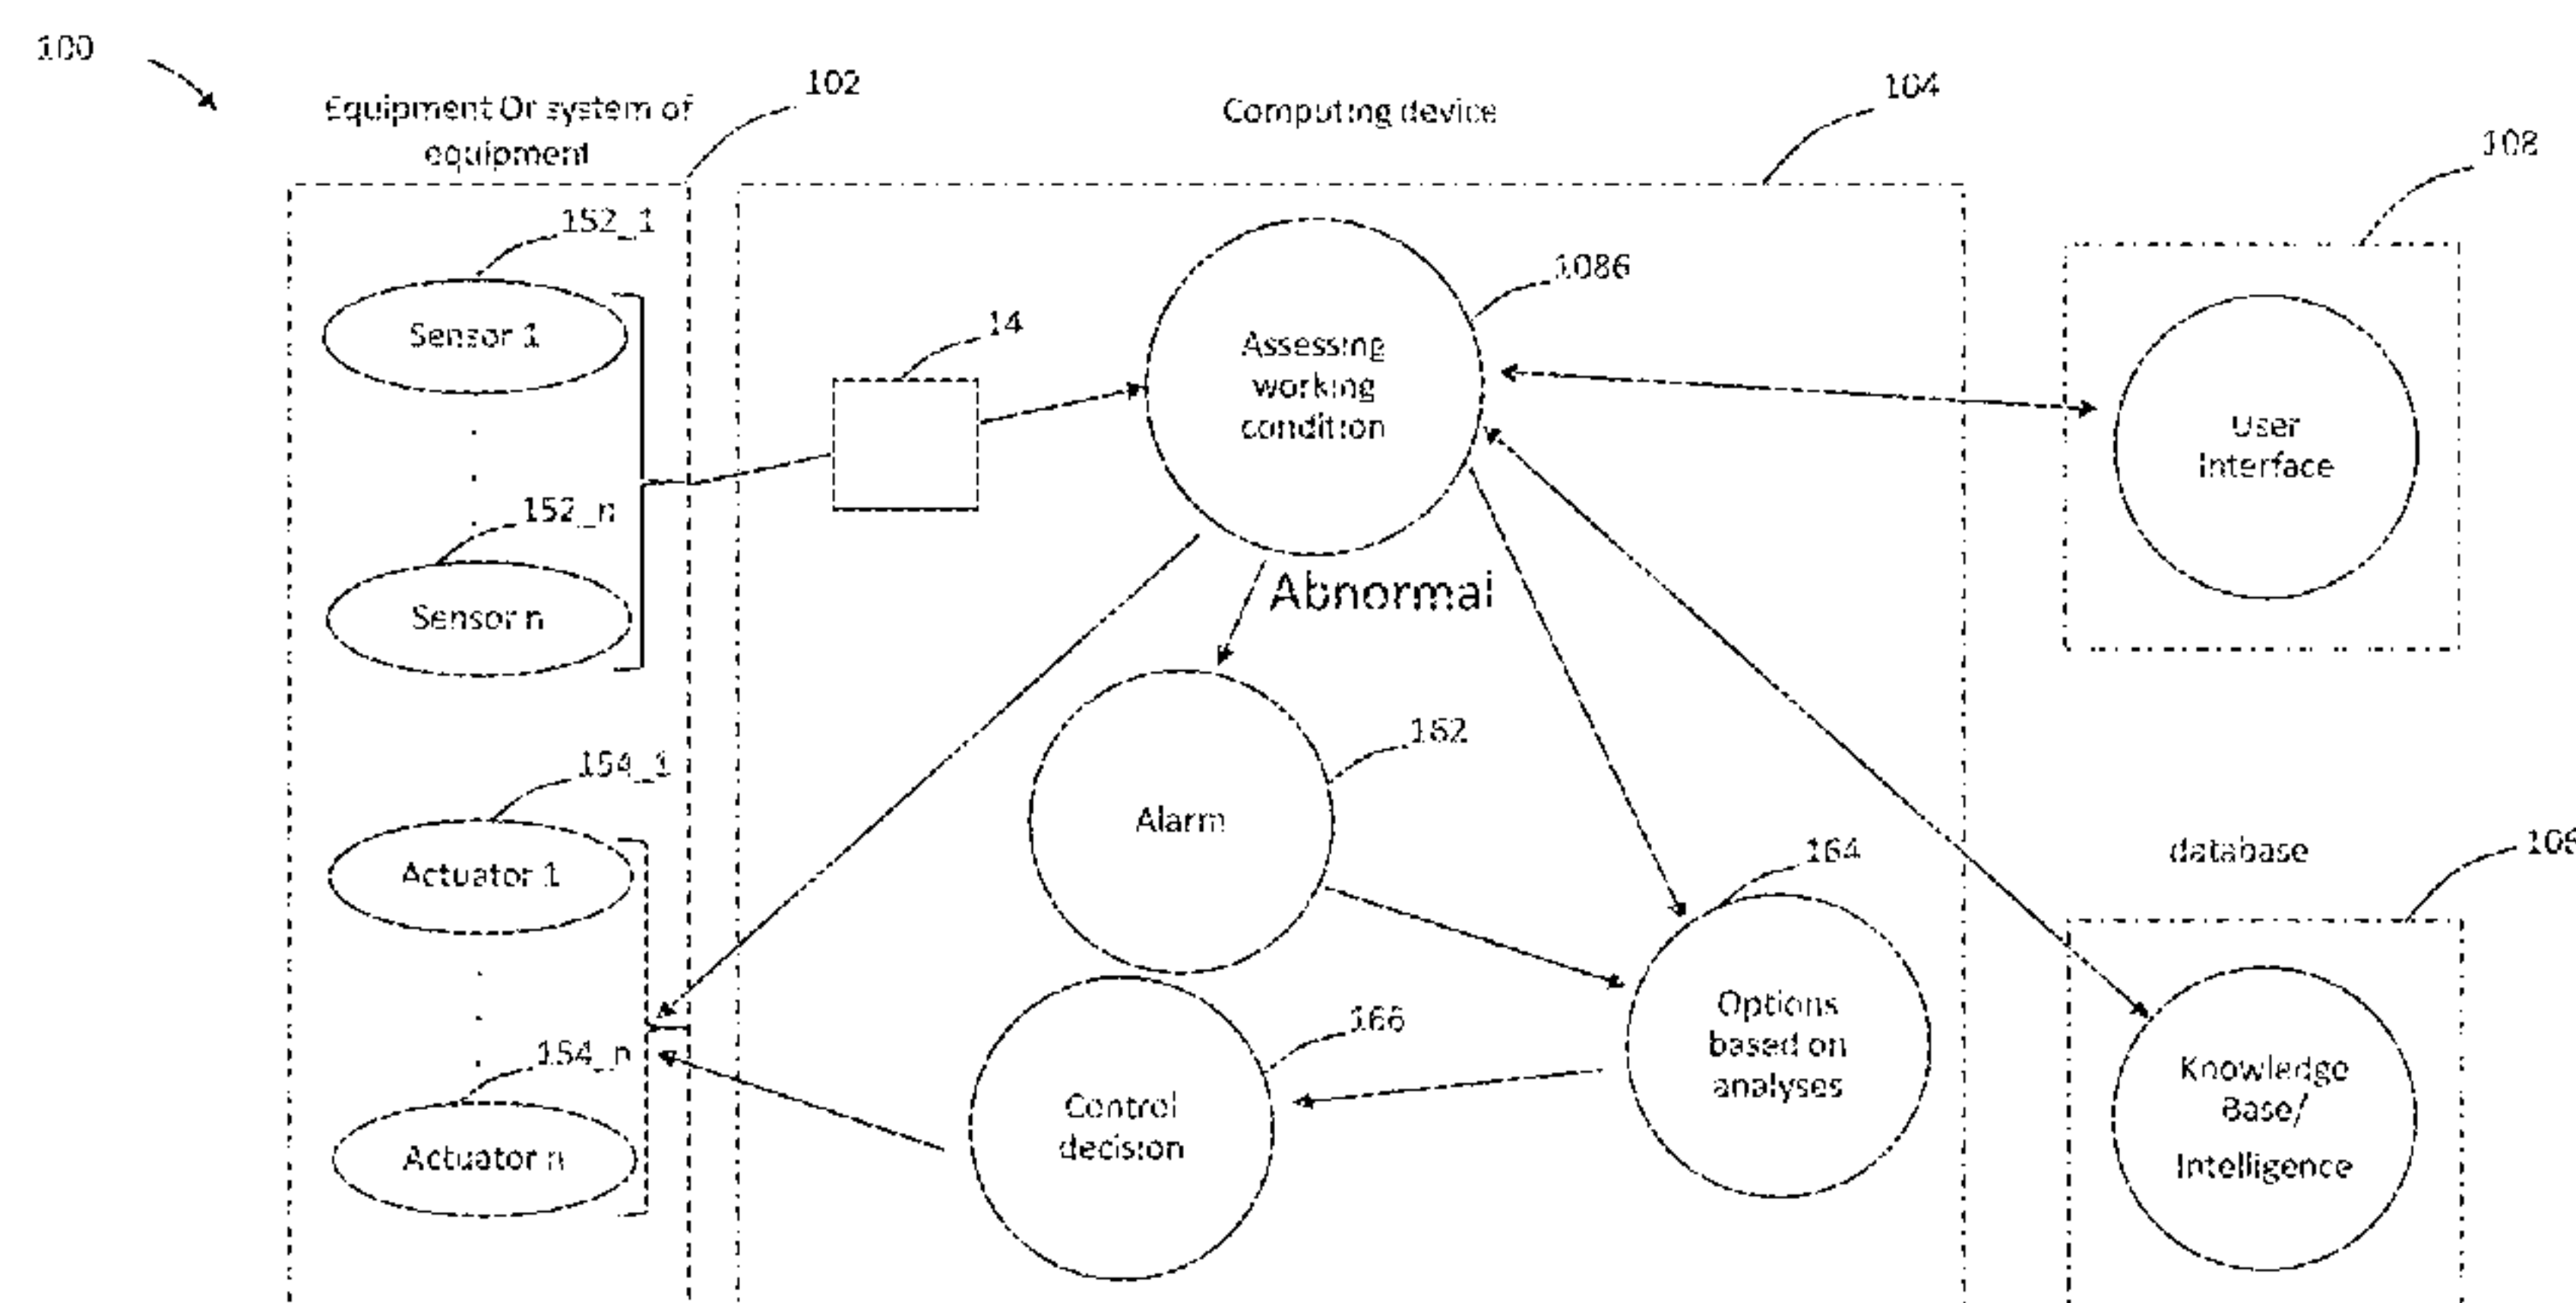 100
Equipment Or system of
equipment
102
Computing device
104
108
152_1
Sensor 1
152_n
Sensor n
14
Assessing
working
condition
1086
User
Interface
Abnormal
154_1
Actuator 1
154_n
Actuator n
Alarm
162
164
Options
based on
analyses
166
Control
decision
database
Knowledge
Base/
Intelligence